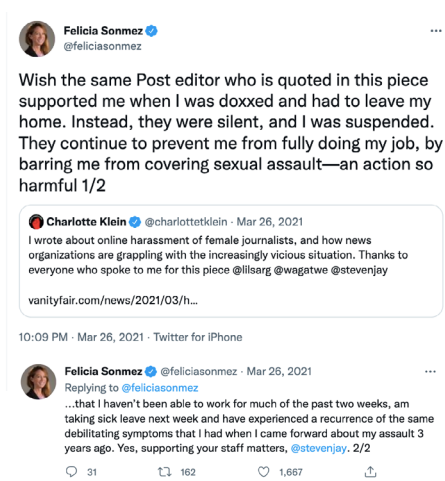 Felicia Sonmez
@feliciasonmez
Wish the same Post editor who is quoted in this piece
supported me when I was doxxed and had to leave my
home. Instead, they were silent, and I was suspended.
They continue to prevent me from fully doing my job, by
barring me from covering sexual assault—an action so
harmful 1/2
Charlotte Klein @charlottetklein · Mar 26, 2021
I wrote about online harassment of female journalists, and how news
organizations are grappling with the increasingly vicious situation. Thanks to
everyone who spoke to me for this piece @lilsarg @wagatwe @stevenjay
vanityfair.com/news/2021/03/h...
10:09 PM · Mar 26, 2021 · Twitter for iPhone
Felicia Sonmez @feliciasonmez · Mar 26, 2021
Replying to @feliciasonmez
...that I haven't been able to work for much of the past two weeks, am
taking sick leave next week and have experienced a recurrence of the same
debilitating symptoms that I had when I came forward about my assault 3
years ago. Yes, supporting your staff matters, @stevenjay. 2/2
31 162 1,667